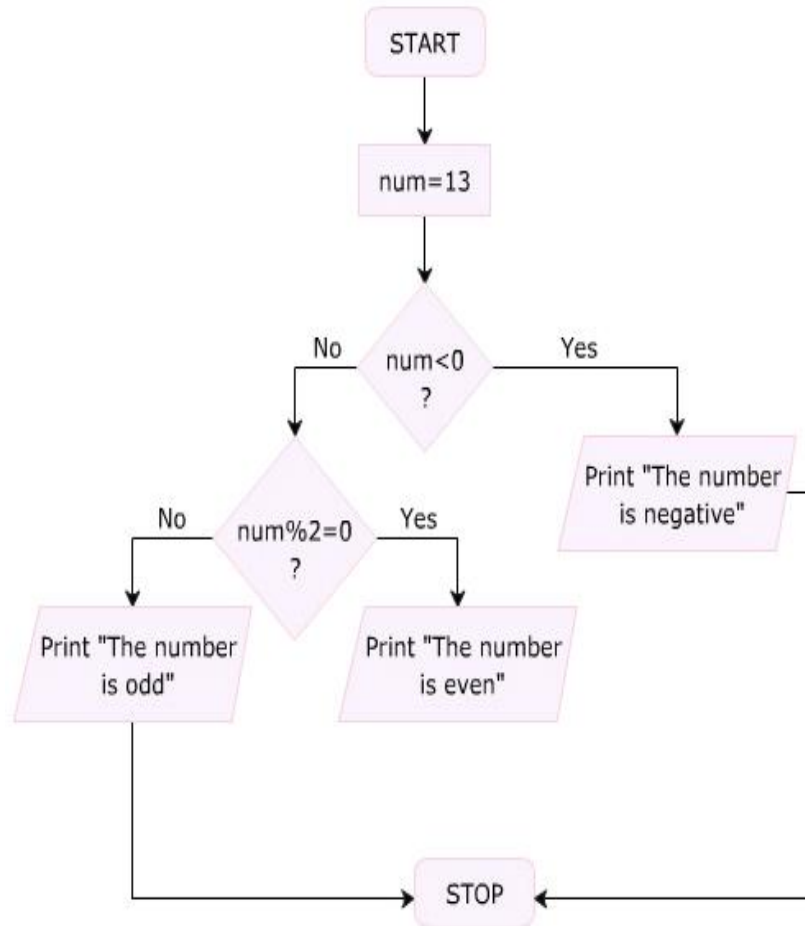 START
num=13
No
Yes
num<0
?
No
Yes
num%2=0
?
Print "The number
is negative"
Print "The number
is odd"
Print "The number
is even"
STOP